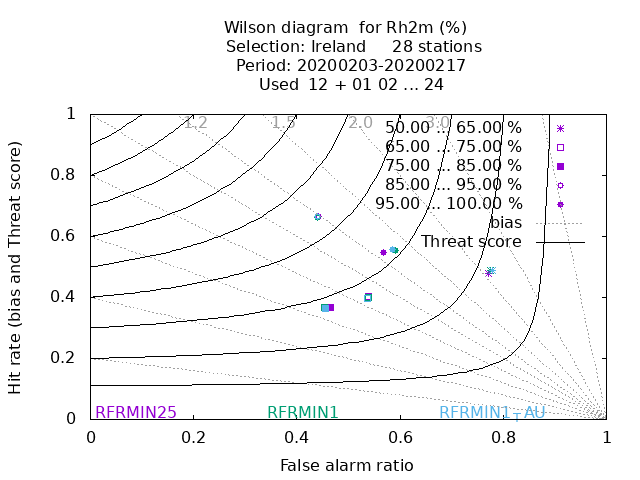 Wilson diagram for Rh2m (%)
Selection: Ireland 28 stations
Period: 20200203-20200217
Used 12 + 01 02 ... 24
Hit rate (bias and Threat score)
1
0.8
0.6
0.4
0.2
0
1.2
1.5
2.0
3.0
50.00 ... 65.00 %
65.00 ... 75.00 %
75.00 ... 85.00 %
85.00 ... 95.00 %
95.00 ... 100.00 %
bias
Threat score
RFRMIN25 RFRMIN1 RFRMIN1_AU
0 0.2 0.4 0.6 0.8 1
False alarm ratio